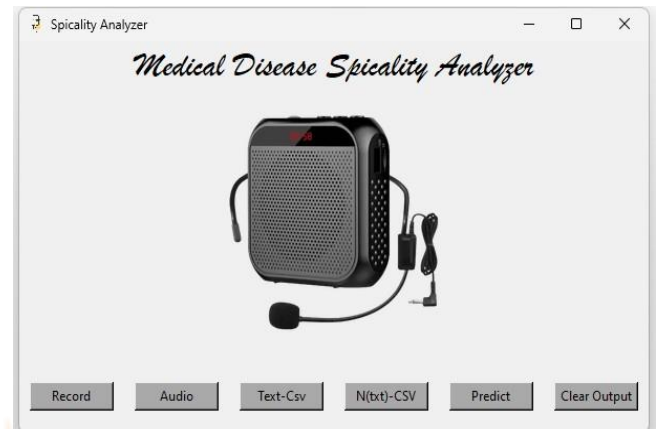 Spicality Analyzer
Medical Disease Spicality Analyzer
Record Audio Text-Csv N(txt)-CSV Predict Clear Output